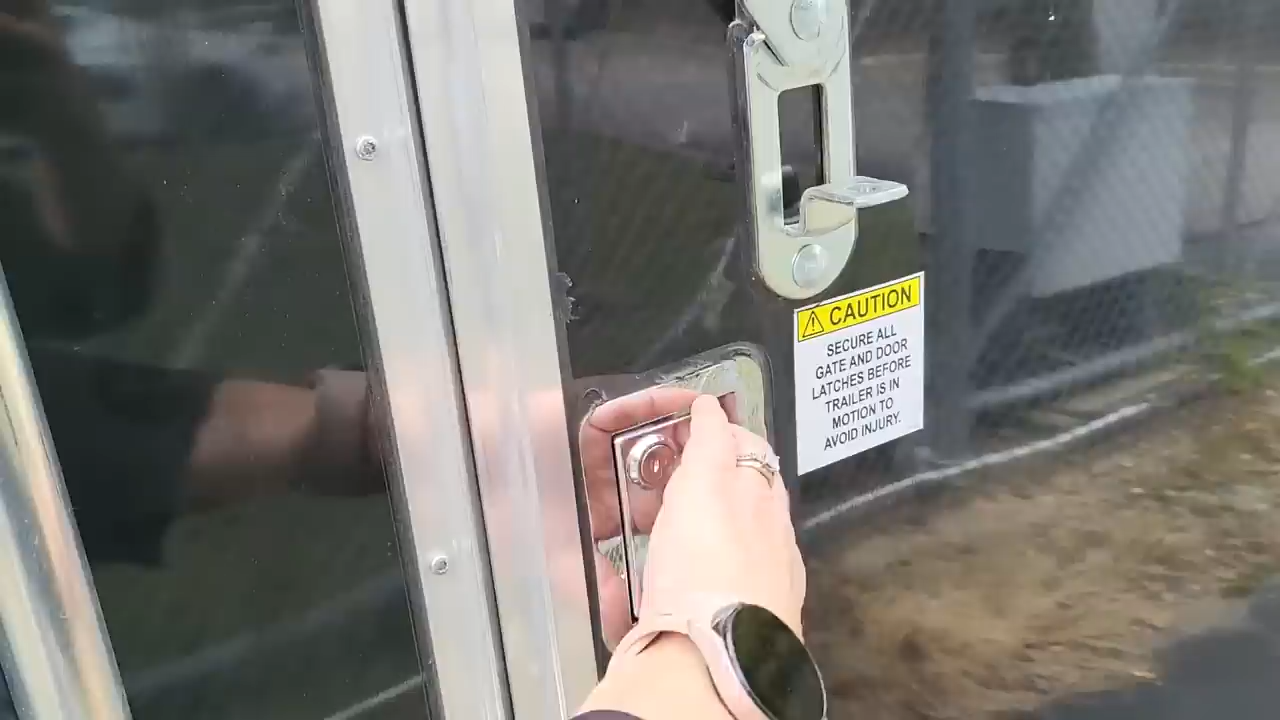 CAUTION
SECURE ALL
GATE AND DOOR
LATCHES BEFORE
TRAILER IS IN
MOTION TO
AVOID INJURY.